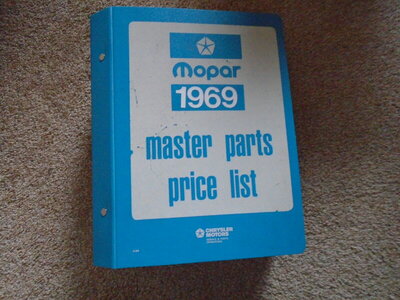 mopar
1969
master parts
price list
CHRYSLER
MOTORS